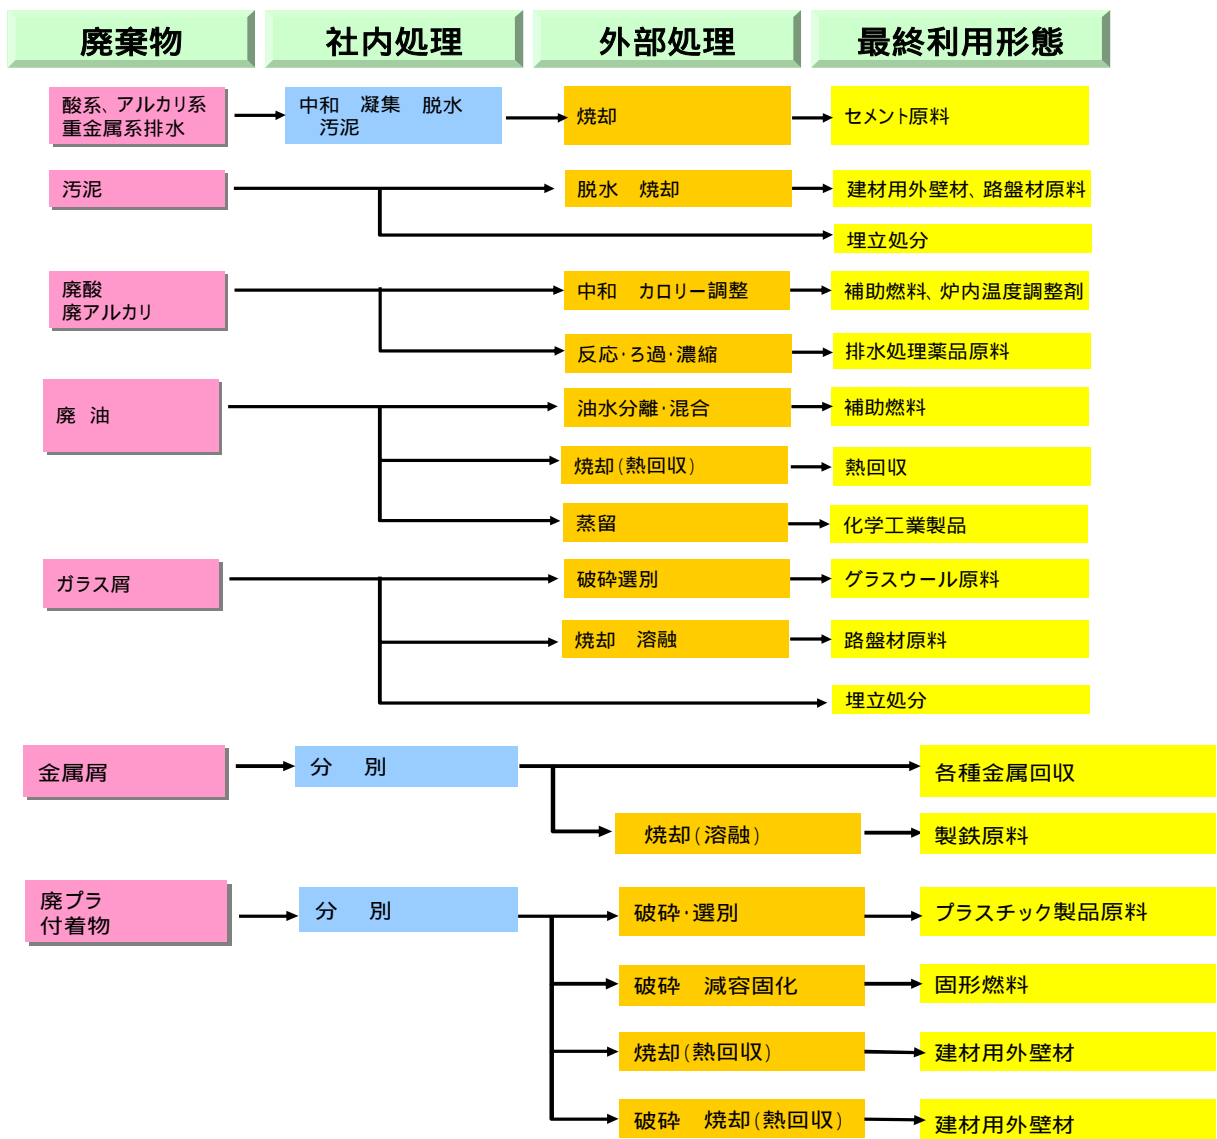 廃棄物 社内処理 外部処理 最終利用形態
酸系、アルカリ系
重金属系排水
中和 凝集 脱水
汚泥
焼却
セメント原料
汚泥
脱水 焼却
建材用外壁材、路盤材原料
埋立処分
廃酸
廃アルカリ
中和 カロリー調整
補助燃料、炉内温度調整剤
反応・ろ過・濃縮
排水処理薬品原料
廃 油
油水分離・混合
補助燃料
焼却(熱回収)
熱回収
蒸留
化学工業製品
ガラス屑
破砕選別
グラスウール原料
焼却 溶融
路盤材原料
埋立処分
金属屑
分 別
各種金属回収
焼却(溶融)
製鉄原料
廃プラ
付着物
分 別
破砕・選別
プラスチック製品原料
破砕 減容固化
固形燃料
焼却(熱回収)
建材用外壁材
破砕 焼却(熱回収)
建材用外壁材